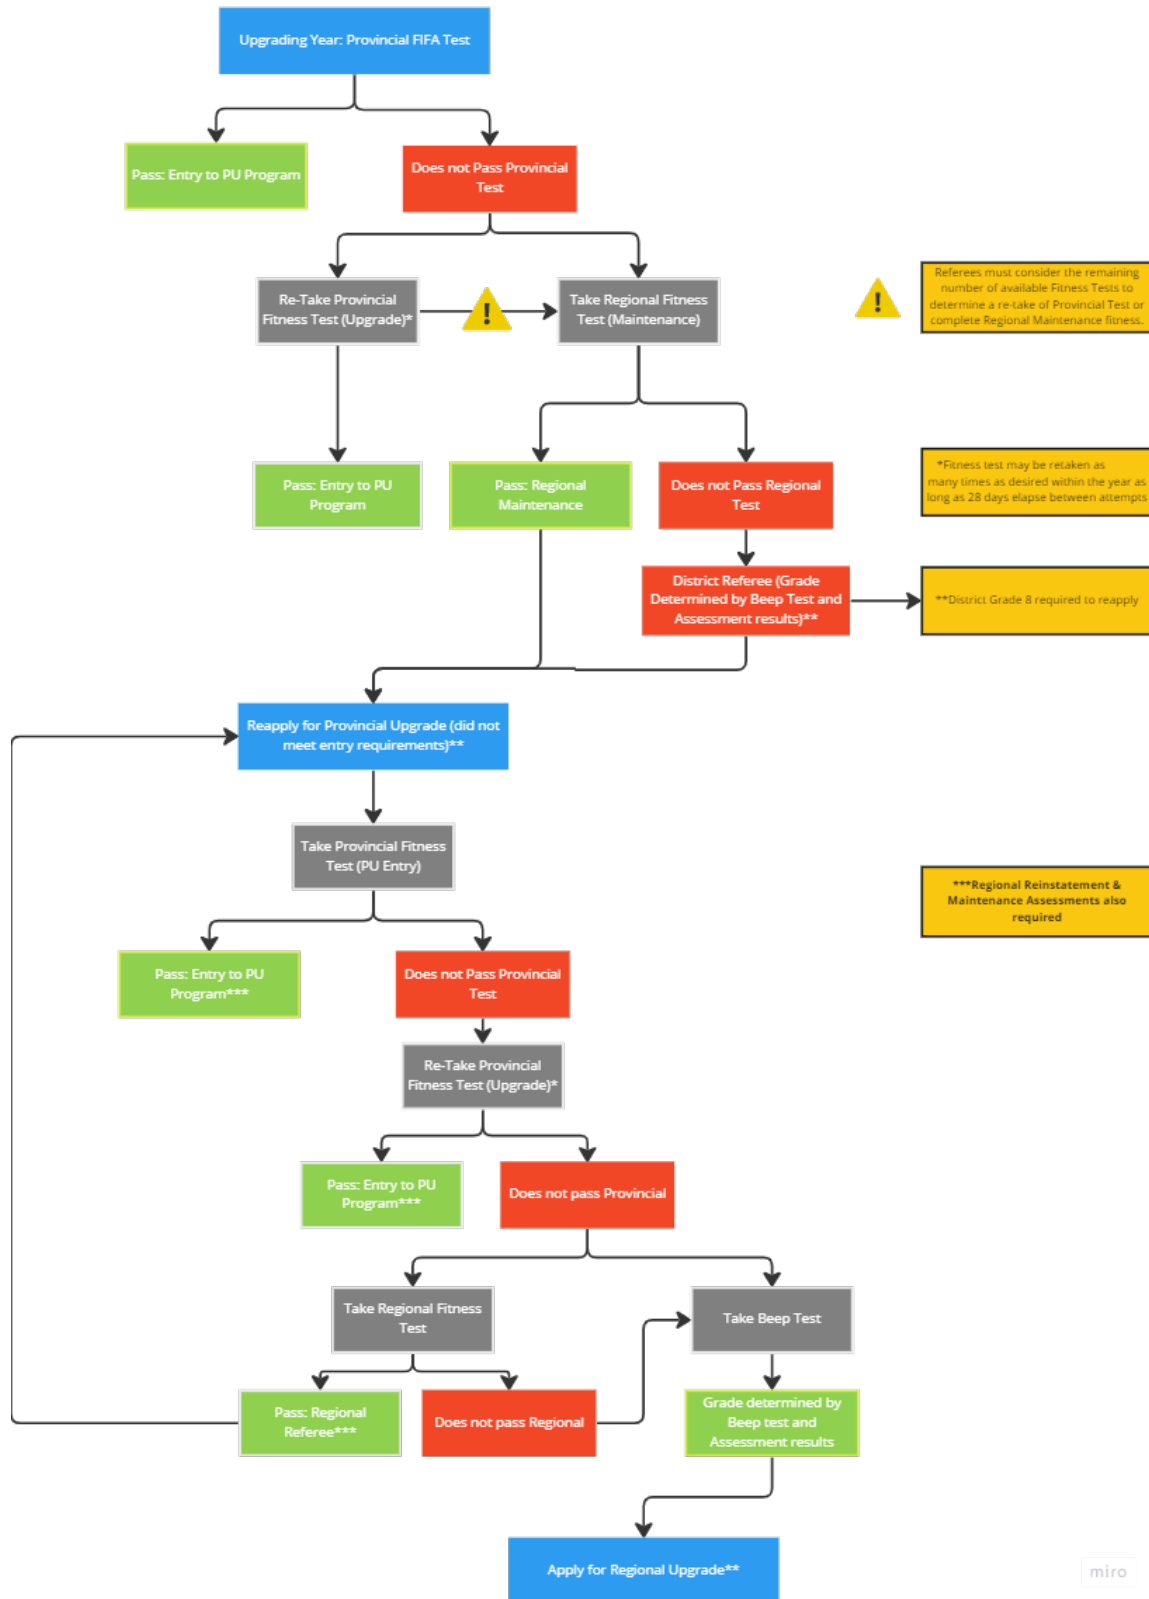 Upgrading Year: Provincial FIFA Test
Pass: Entry to PU Program
Does not Pass Provincial
Test
Re-Take Provincial
Fitness Test (Upgrade)*
!
Take Regional Fitness
Test (Maintenance)
!
Referees must consider the remaining
number of available Fitness Tests to
determine a re-take of Provincial Test or
complete Regional Maintenance fitness.
Pass: Entry to PU
Program
Pass: Regional
Maintenance
Does not Pass Regional
Test
*Fitness test may be retaken as
many times as desired within the year as
long as 28 days elapse between attempts
District Referee (Grade
Determined by Beep Test and
Assessment results)**
**District Grade 8 required to reapply
Reapply for Provincial Upgrade (did not
meet entry requirements)**
Take Provincial Fitness
Test (PU Entry)
***Regional Reinstatement &
Maintenance Assessments also
required
Pass: Entry to PU
Program***
Does not Pass Provincial
Test
Re-Take Provincial
Fitness Test (Upgrade)*
Pass: Entry to PU
Program***
Does not pass Provincial
Take Regional Fitness
Test
Take Beep Test
Pass: Regional
Referee***
Does not pass Regional
Grade determined by
Beep test and
Assessment results
Apply for Regional Upgrade**
miro